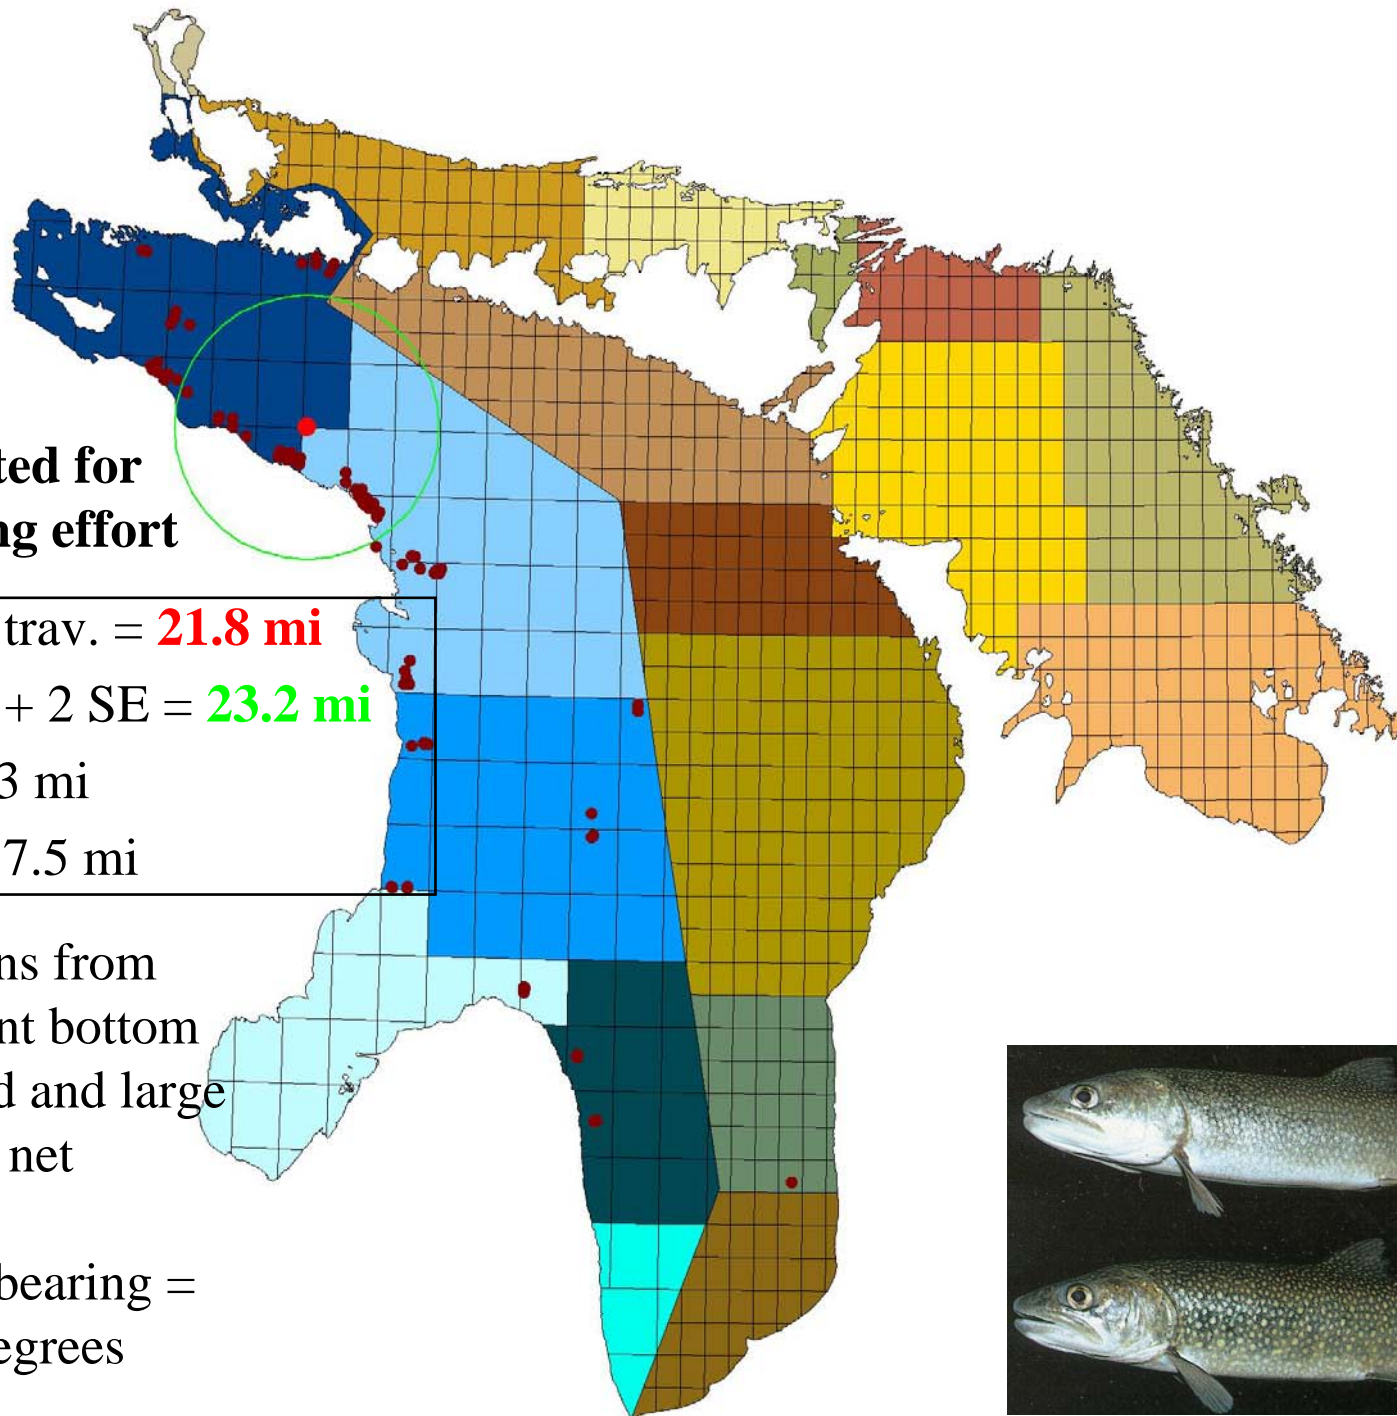 ted for
ng effort
trav. = 21.8 mi
+ 2 SE = 23.2 mi
3 mi
7.5 mi
ns from
nt bottom
d and large
net
bearing =
egrees